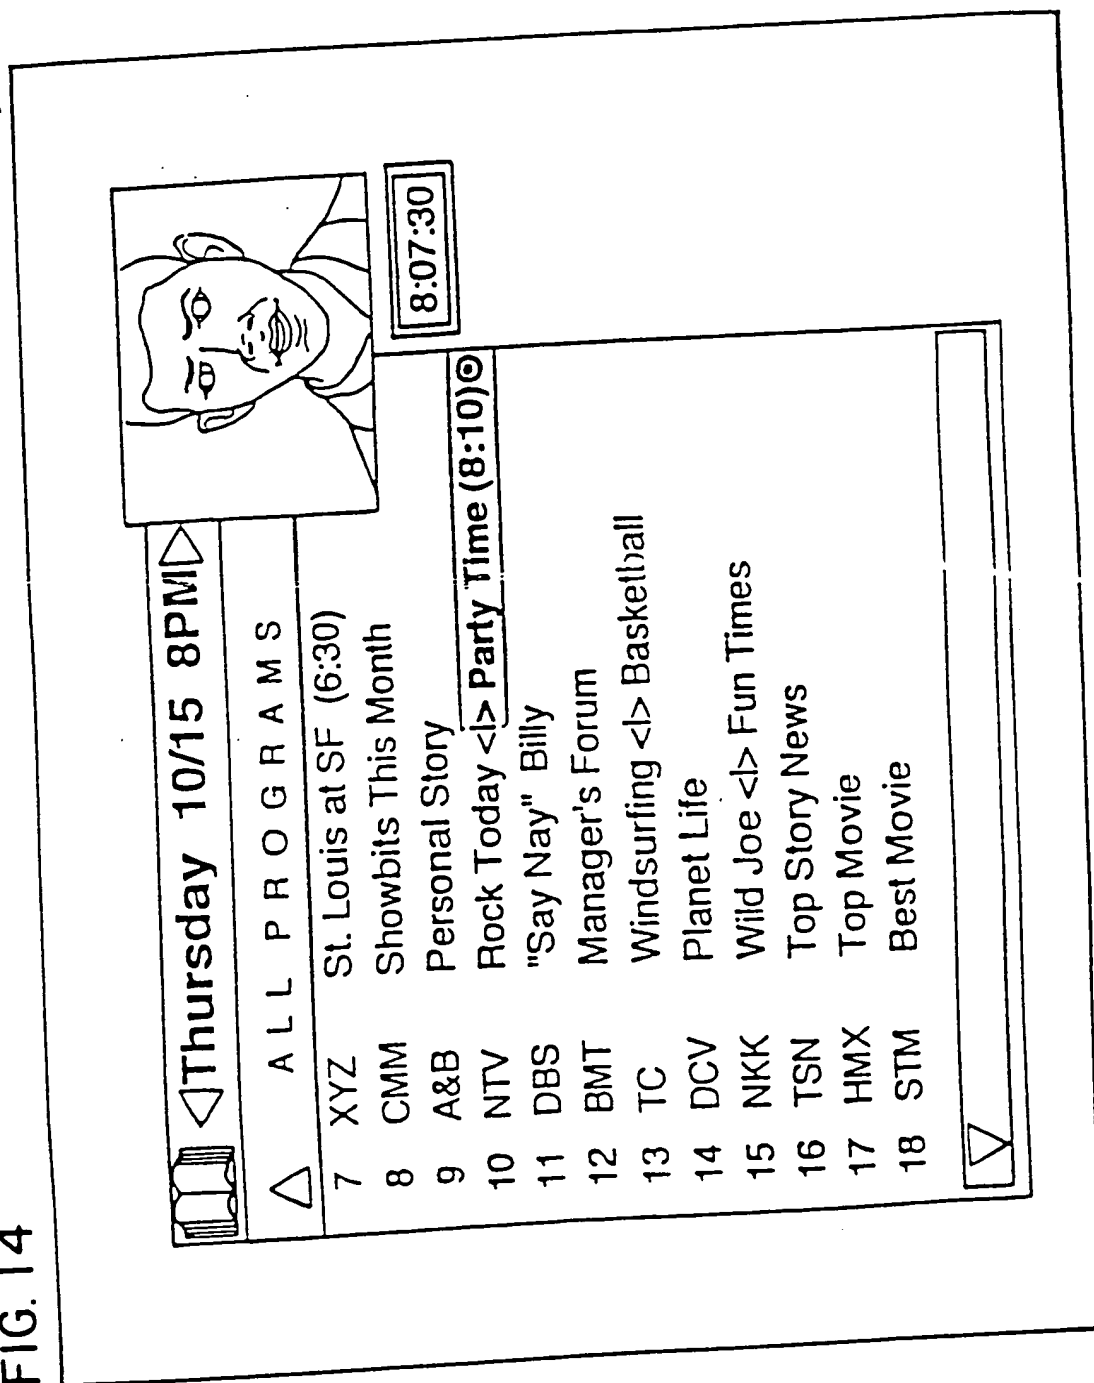 FIG. 14
Thursday 10/15 8PM
8:07:30
ALL PROGRAMS
7 XYZ St. Louis at SF (6:30)
8 CMM Showbits This Month
9 A&B Personal Story
10 NTV Rock Today <|> Party Time (8:10)
11 DBS "Say Nay" Billy
12 BMT Manager's Forum
13 TC Windsurfing <|> Basketball
14 DCV Planet Life
15 NKK Wild Joe <|> Fun Times
16 TSN Top Story News
17 HMX Top Movie
18 STM Best Movie